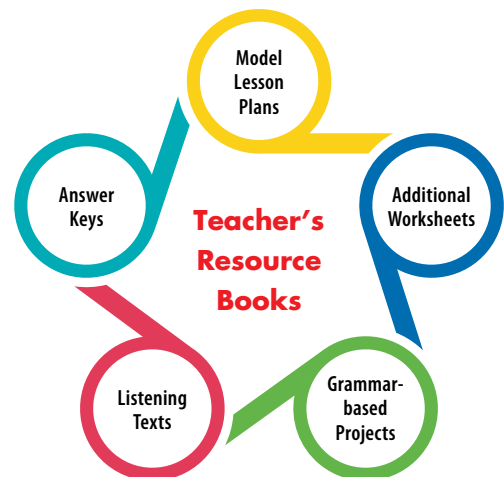 Model
Lesson
Plans
Answer
Keys
Additional
Worksheets
Teacher's
Resource
Books
Listening
Texts
Grammar-
based
Projects